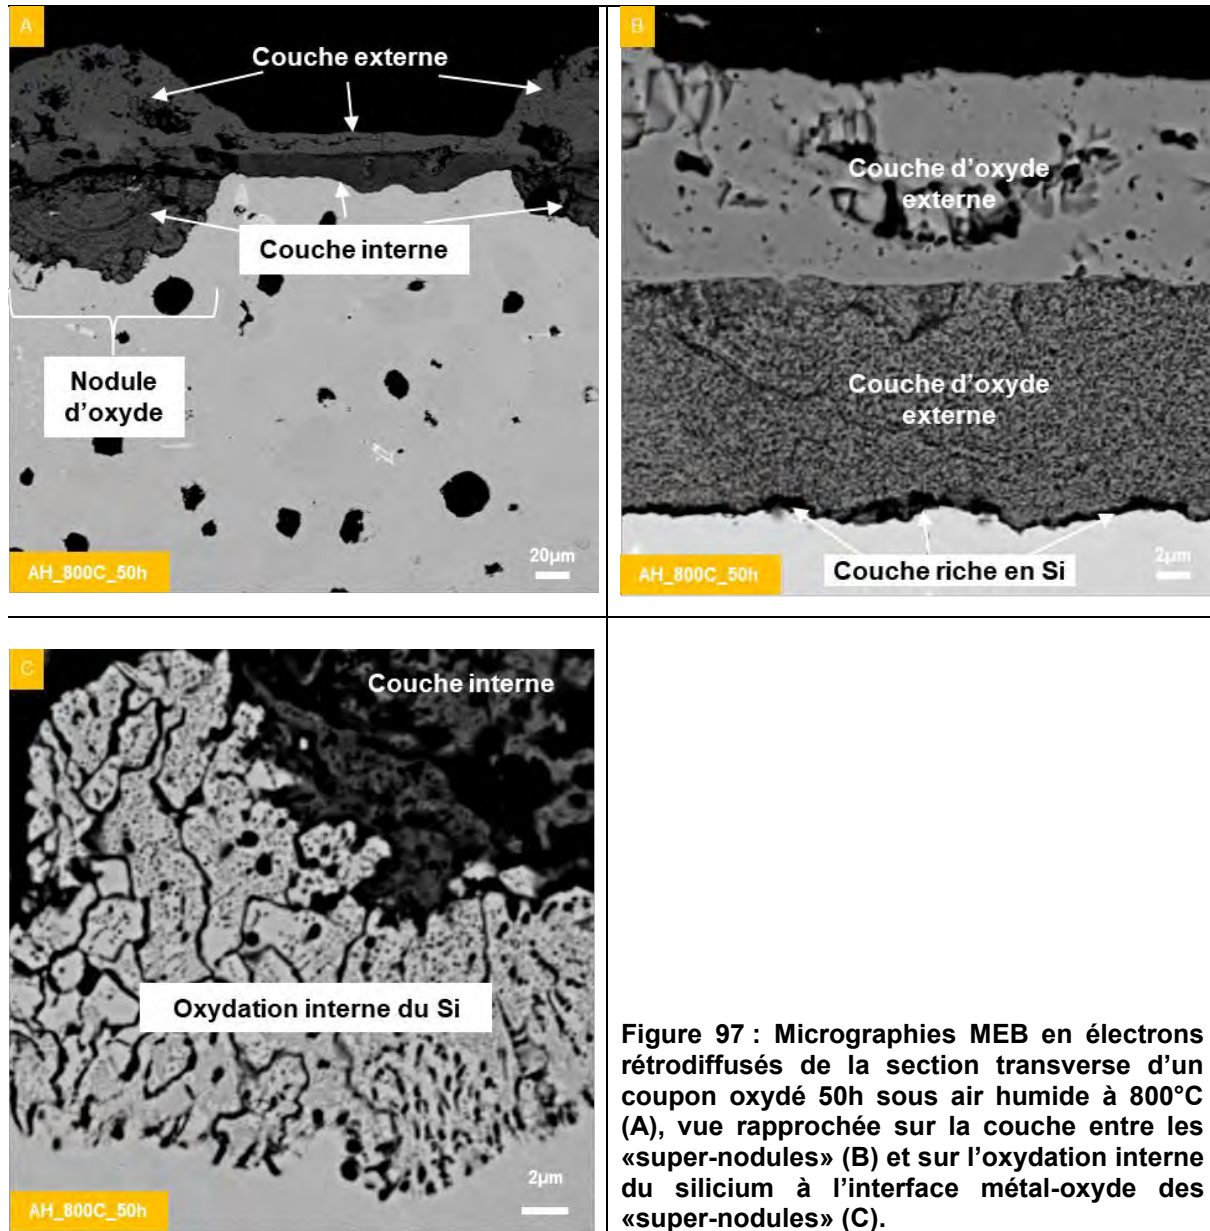 A
Couche externe
Couche interne
Nodule
d’oxyde
AH_800C_50h
20µm
B
Couche d’oxyde
externe
Couche d’oxyde
externe
Couche riche en Si
AH_800C_50h
2µm
C
Couche interne
Oxydation interne du Si
AH_800C_50h
2µm
Figure 97 : Micrographies MEB en électrons
rétrodiffusés de la section transverse d’un
coupon oxydé 50h sous air humide à 800°C
(A), vue rapprochée sur la couche entre les
«super-nodules» (B) et sur l’oxydation interne
du silicium à l’interface métal-oxyde des
«super-nodules» (C).